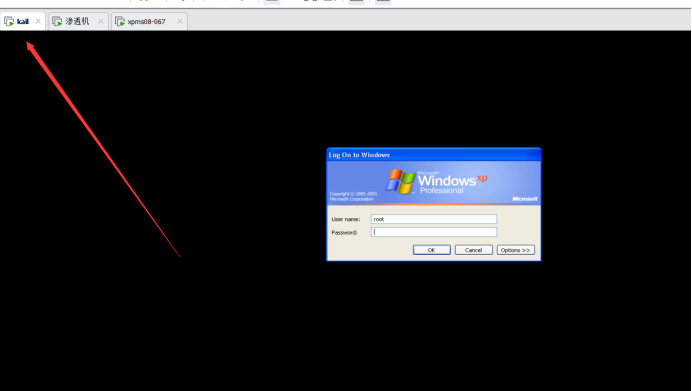 kail
渗透机
xpms08-067
Log On to Windows
Copyright © 1985-2001
Microsoft Corporation
Microsoft
Windows xp
Professional
Microsoft
User name: root
Password:
OK Cancel Options >>